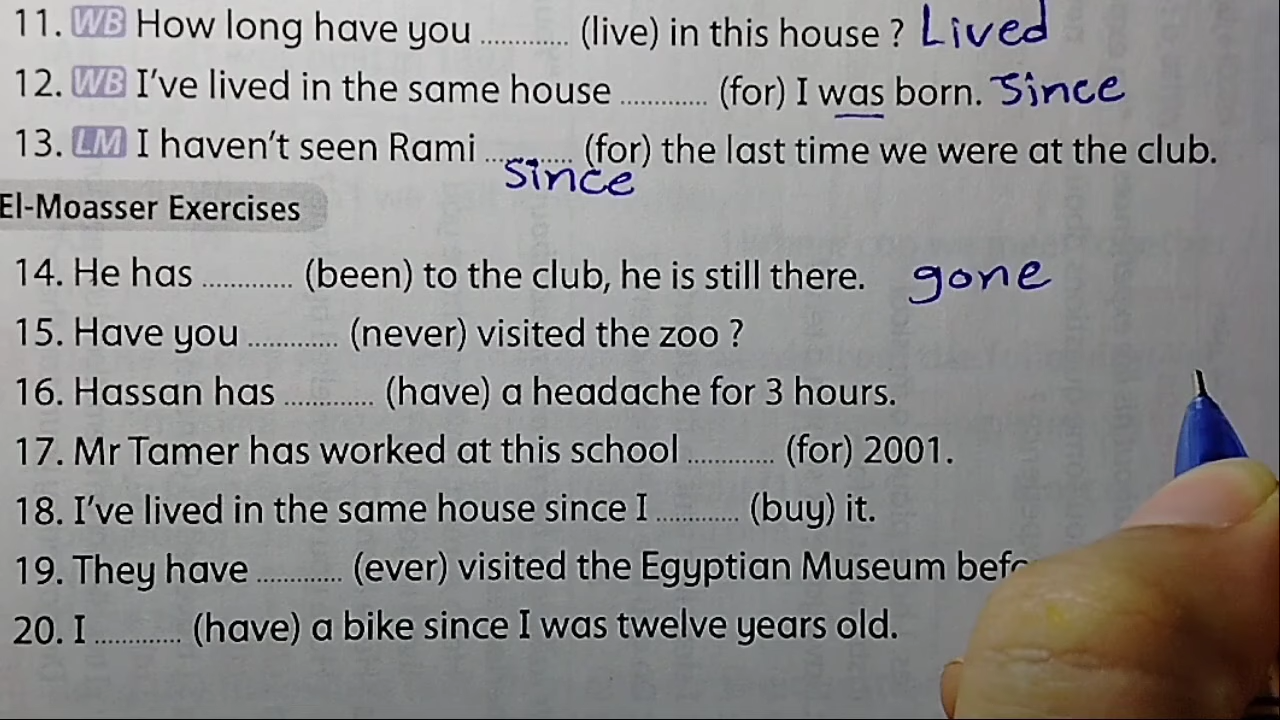 11. WB How long have you ............ (live) in this house ? Lived
12. WB I've lived in the same house ............ (for) I was born. Since
13. LM I haven't seen Rami ............ (for) the last time we were at the club.
since
El-Moasser Exercises
14. He has ............ (been) to the club, he is still there. gone
15. Have you ............ (never) visited the zoo ?
16. Hassan has ............ (have) a headache for 3 hours.
17. Mr Tamer has worked at this school ............ (for) 2001.
18. I've lived in the same house since I ............ (buy) it.
19. They have ............ (ever) visited the Egyptian Museum
20. I ............ (have) a bike since I was twelve years old.